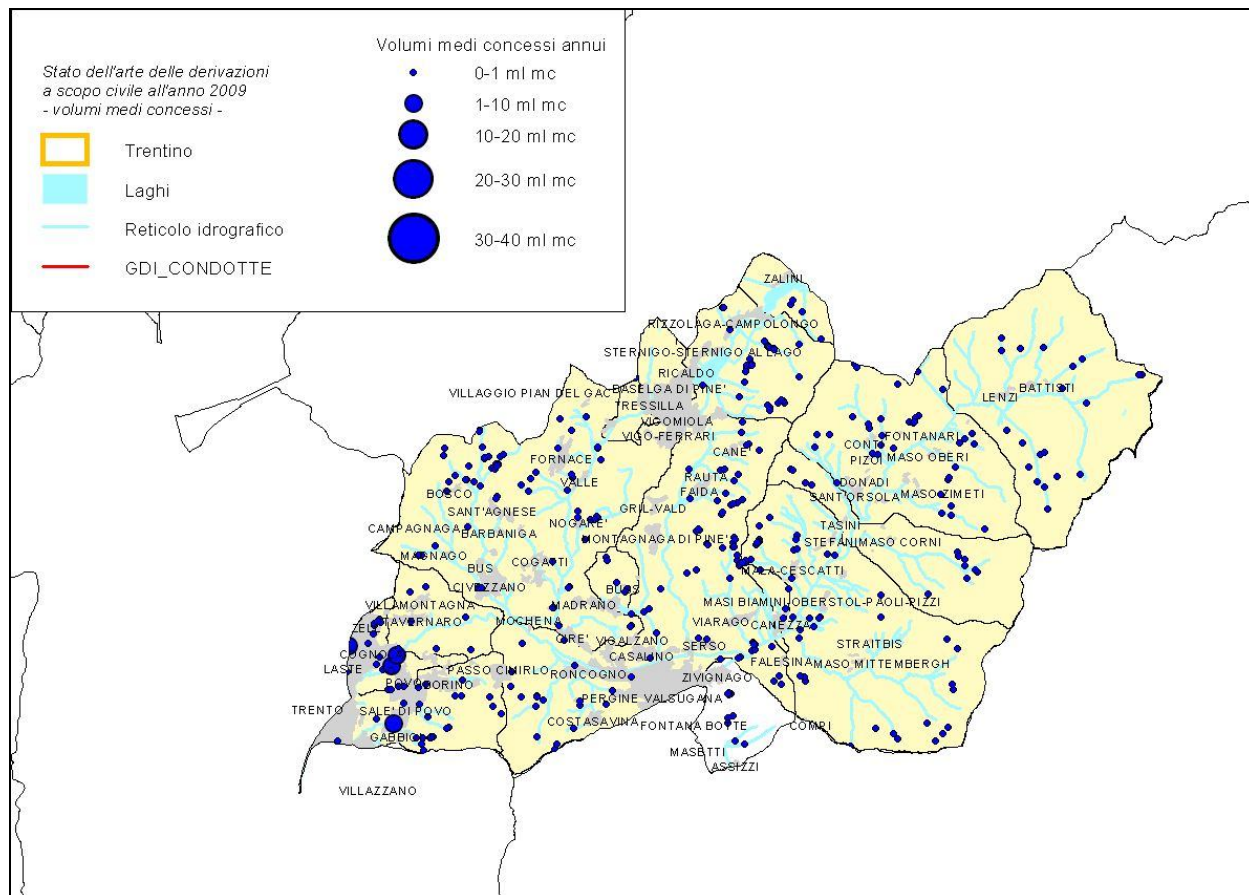 Stato dell'arte delle derivazioni
a scopo civile all'anno 2009
- volumi medi concessi -
Trentino
Laghi
Reticolo idrografico
GDI_CONDOTTE
Volumi medi concessi annui
0-1 ml mc
1-10 ml mc
10-20 ml mc
20-30 ml mc
30-40 ml mc
ZALINI
RIZZOLAGA-CAMPOLONGO
STERNIGO-STERNIGO AL LAGO
RICALDO
VILLAGGIO PIAN DEL GAC
BASELGA DI PINE'
BATTISTI
LENZI
TRESSILLA
VIGOMIOLA
VIGO-FERRARI
FONTANARI
CONTI
CANE'
FORNACE
PIZOI
MASO OBERI
RAUTA
VALLE
DONADI
FAIDA
BOSCO
SANT'ORSOLA
MASO ZIMETI
SANT'AGNESE
GRIL-VALD
NOGARE'
CAMPAGNAGA
TASINI
BARBANIGA
MONTAGNAGA DI PINE'
STEFANI
MASO CORNI
MAGNAGO
COGATTI
BUS
MALA-CESCATTI
CIVEZZANO
BUSS
VILLAMONTAGNA
MADRANO
MASI BIAMINI
OBERSTOL-PAOLI-PIZZI
TAVERNARO
MOCHENA
VIARAGO
CANEZZA
CIRE'
VIGALZANO
STRAITBIS
SERSO
COGNOLA
CASALINO
FALESINA
MASO MITTEMBERGH
LASTE
PASSO CIMIRLO
RONCOGNO
ZIVIGNAGO
POVO
BORINO
PERGINE VALSUGANA
TRENTO
SALE' DI POVO
COSTASAVINA
FONTANA BOTTE
COMPI
MASETTI
ASSIZZI
VILLAZZANO